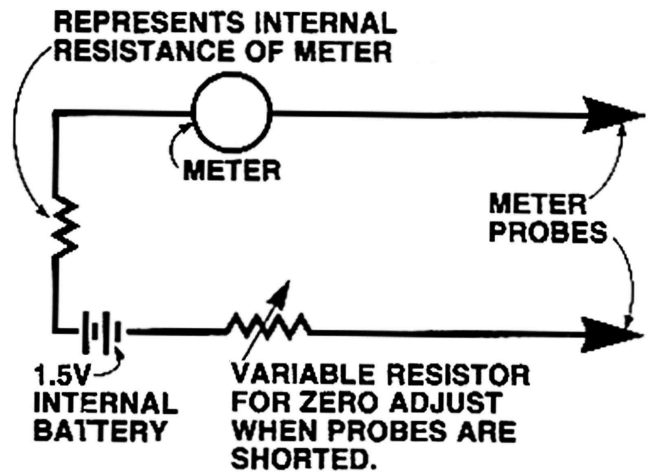 REPRESENTS INTERNAL
RESISTANCE OF METER
METER
METER
PROBES
1.5V
INTERNAL
BATTERY
VARIABLE RESISTOR
FOR ZERO ADJUST
WHEN PROBES ARE
SHORTED.